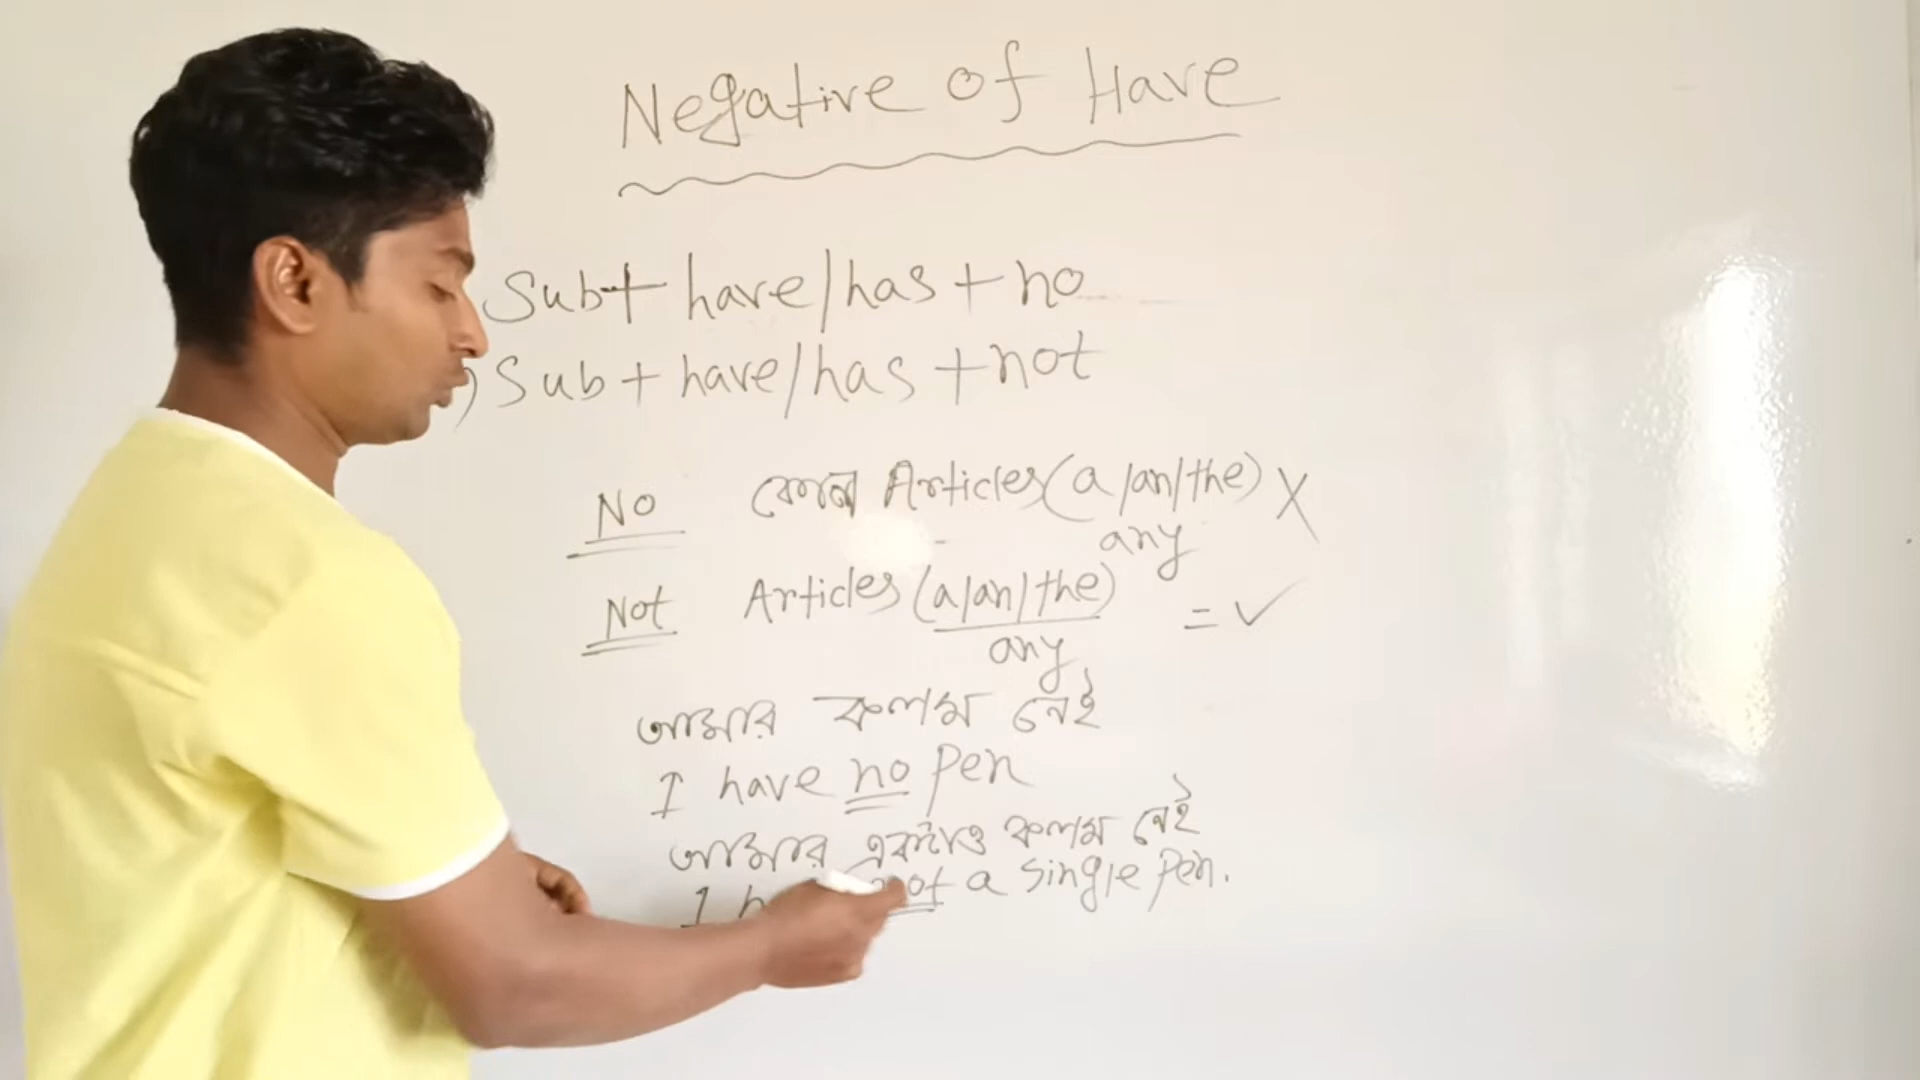 Negative of Have
Sub+ have/has + no
) Sub + have/has + not
No কোনো Articles (a/an/the) X
any
Not Articles (a/an/the) = ✓
any
আমার কলম নেই
I have no Pen
আমার একটাও কলম নেই
I not a single Pen.